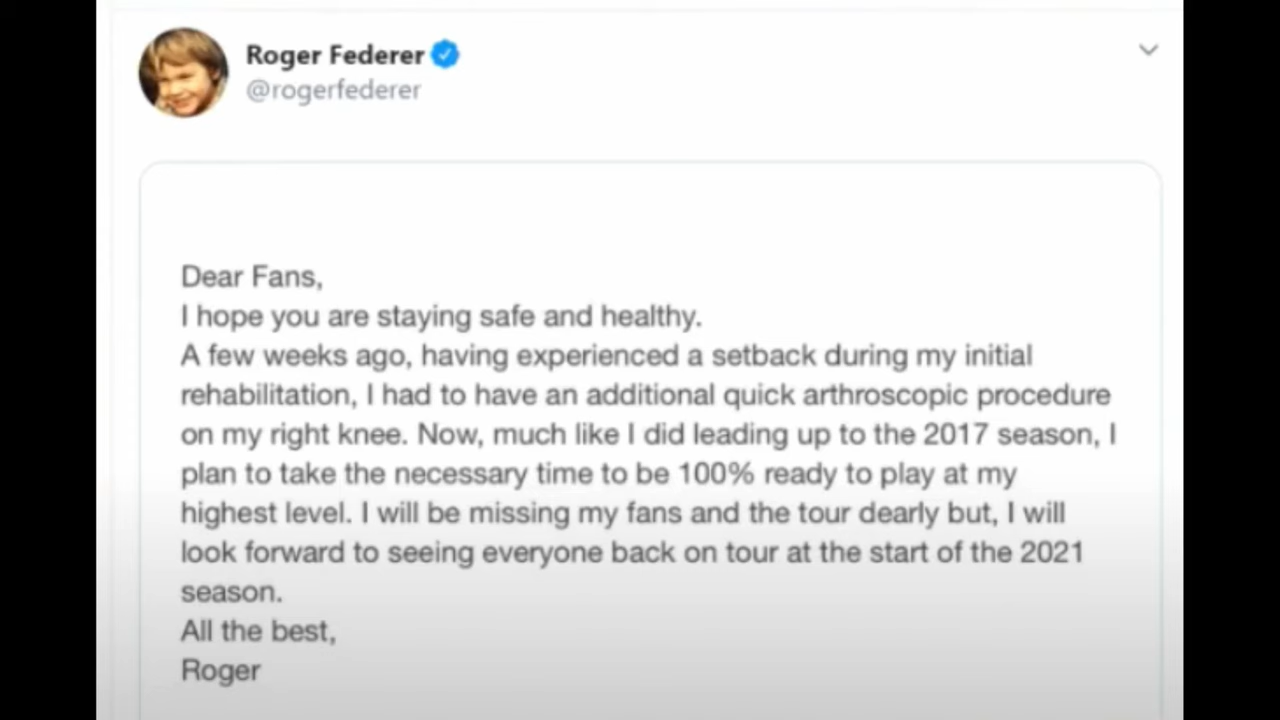 Roger Federer
@rogerfederer
Dear Fans,
I hope you are staying safe and healthy.
A few weeks ago, having experienced a setback during my initial
rehabilitation, I had to have an additional quick arthroscopic procedure
on my right knee. Now, much like I did leading up to the 2017 season, I
plan to take the necessary time to be 100% ready to play at my
highest level. I will be missing my fans and the tour dearly but, I will
look forward to seeing everyone back on tour at the start of the 2021
season.
All the best,
Roger